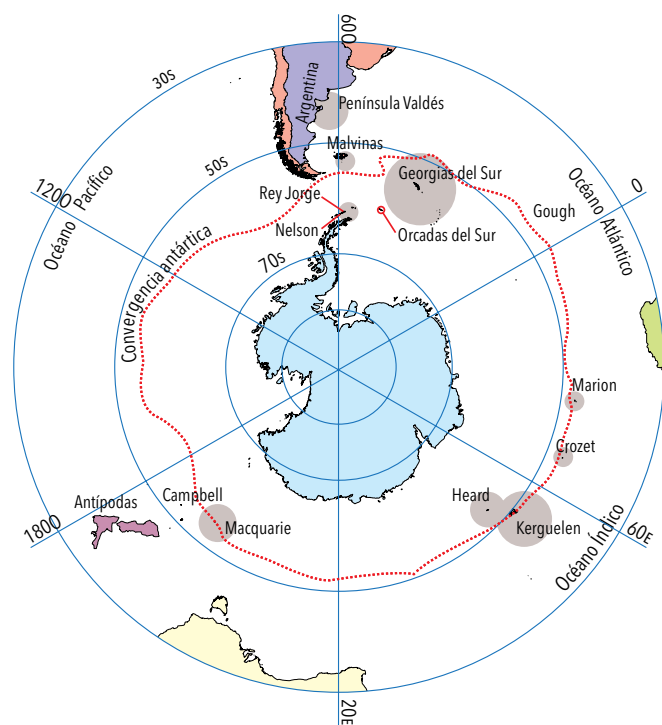 600
30s
Argentina
Península Valdés
50s
Malvinas
Georgias del Sur
1200
Océano Pacífico
Rey Jorge
0
Océano Atlántico
Gough
Nelson
Orcadas del Sur
Convergencia antártica
70s
Marion
Crozet
Antípodas
Campbell
Heard
1800
Macquarie
Kerguelen
60E
Océano Índico
20E